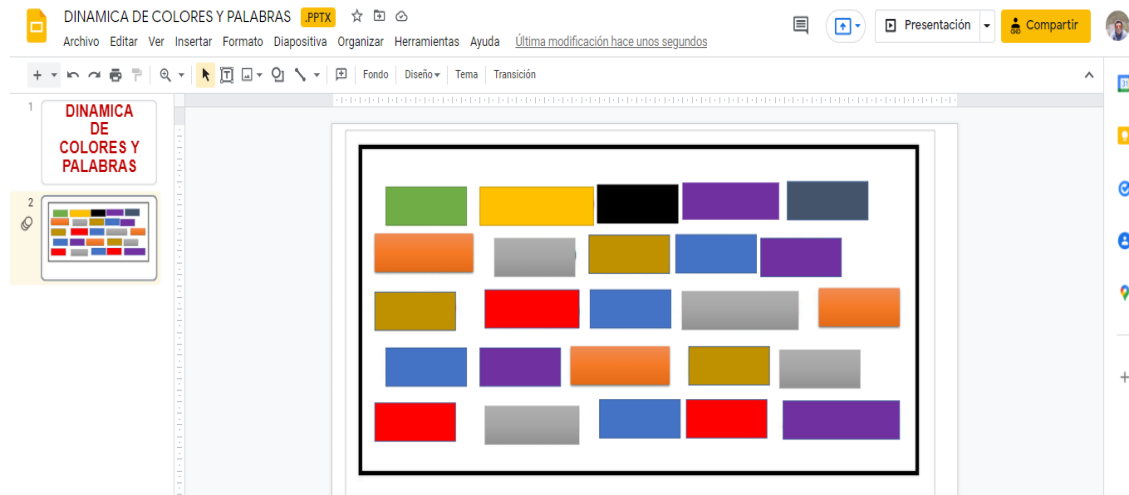 DINAMICA DE COLORES Y PALABRAS .PPTX
Archivo Editar Ver Insertar Formato Diapositiva Organizar Herramientas Ayuda Última modificación hace unos segundos
Presentación
Compartir
Fondo Diseño Tema Transición
1
DINAMICA
DE
COLORES Y
PALABRAS
2
31